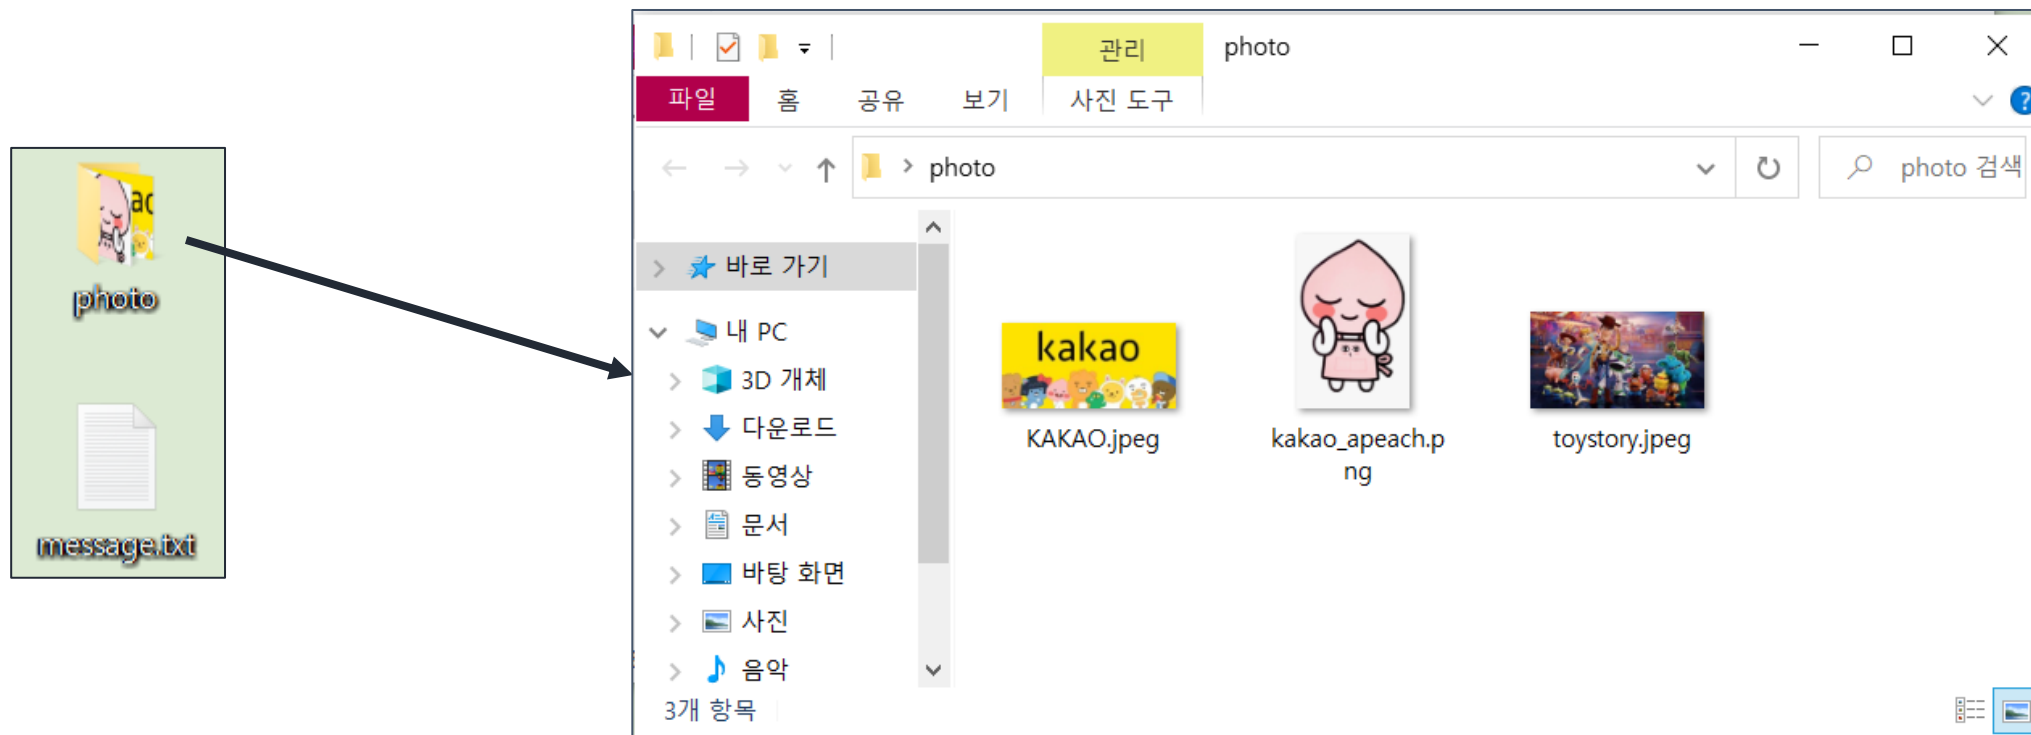 photo
message.txt
관리
photo
파일
홈
공유
보기
사진 도구
photo
photo 검색
바로 가기
내 PC
3D 개체
다운로드
동영상
문서
바탕 화면
사진
음악
kakao
KAKAO.jpeg
kakao_apeach.p
ng
toystory.jpeg
3개 항목